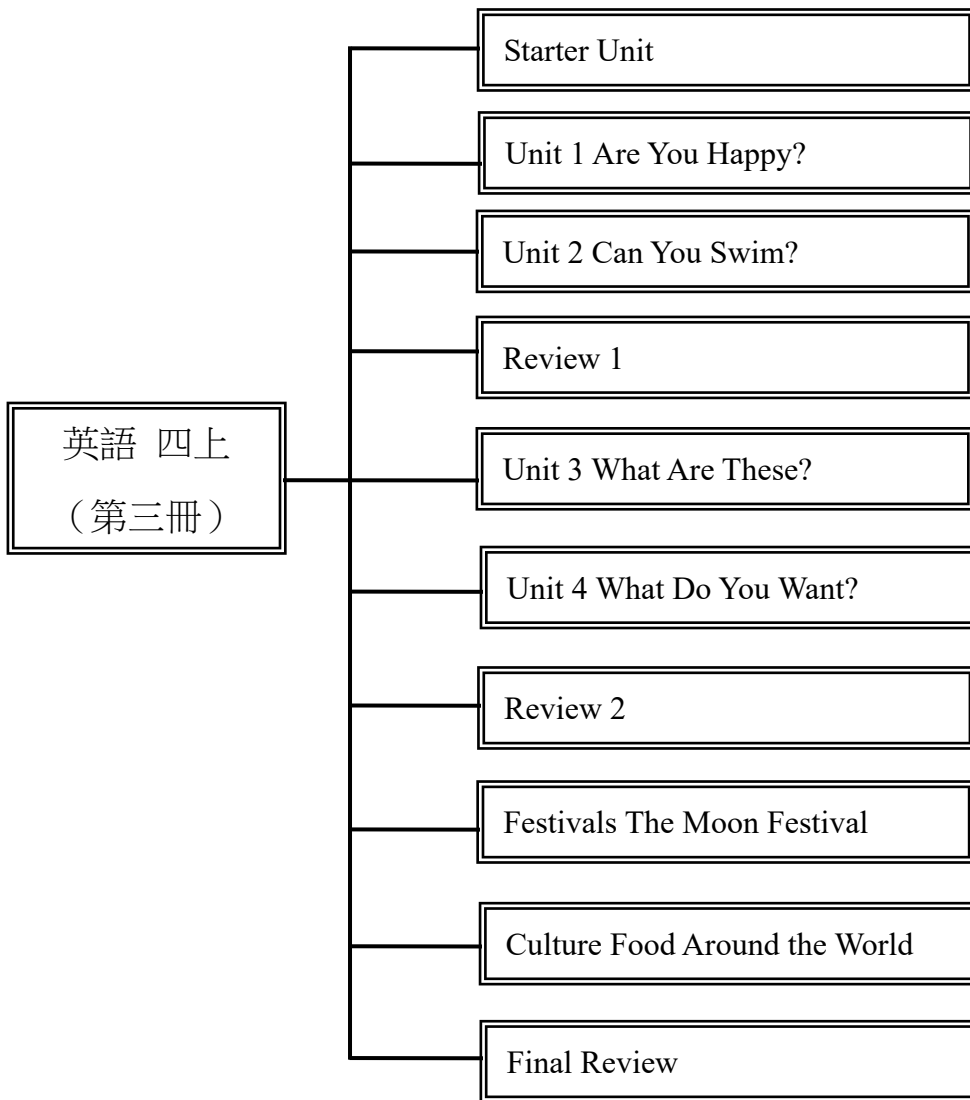 英語 四上
（第三冊）
Starter Unit
Unit 1 Are You Happy?
Unit 2 Can You Swim?
Review 1
Unit 3 What Are These?
Unit 4 What Do You Want?
Review 2
Festivals The Moon Festival
Culture Food Around the World
Final Review